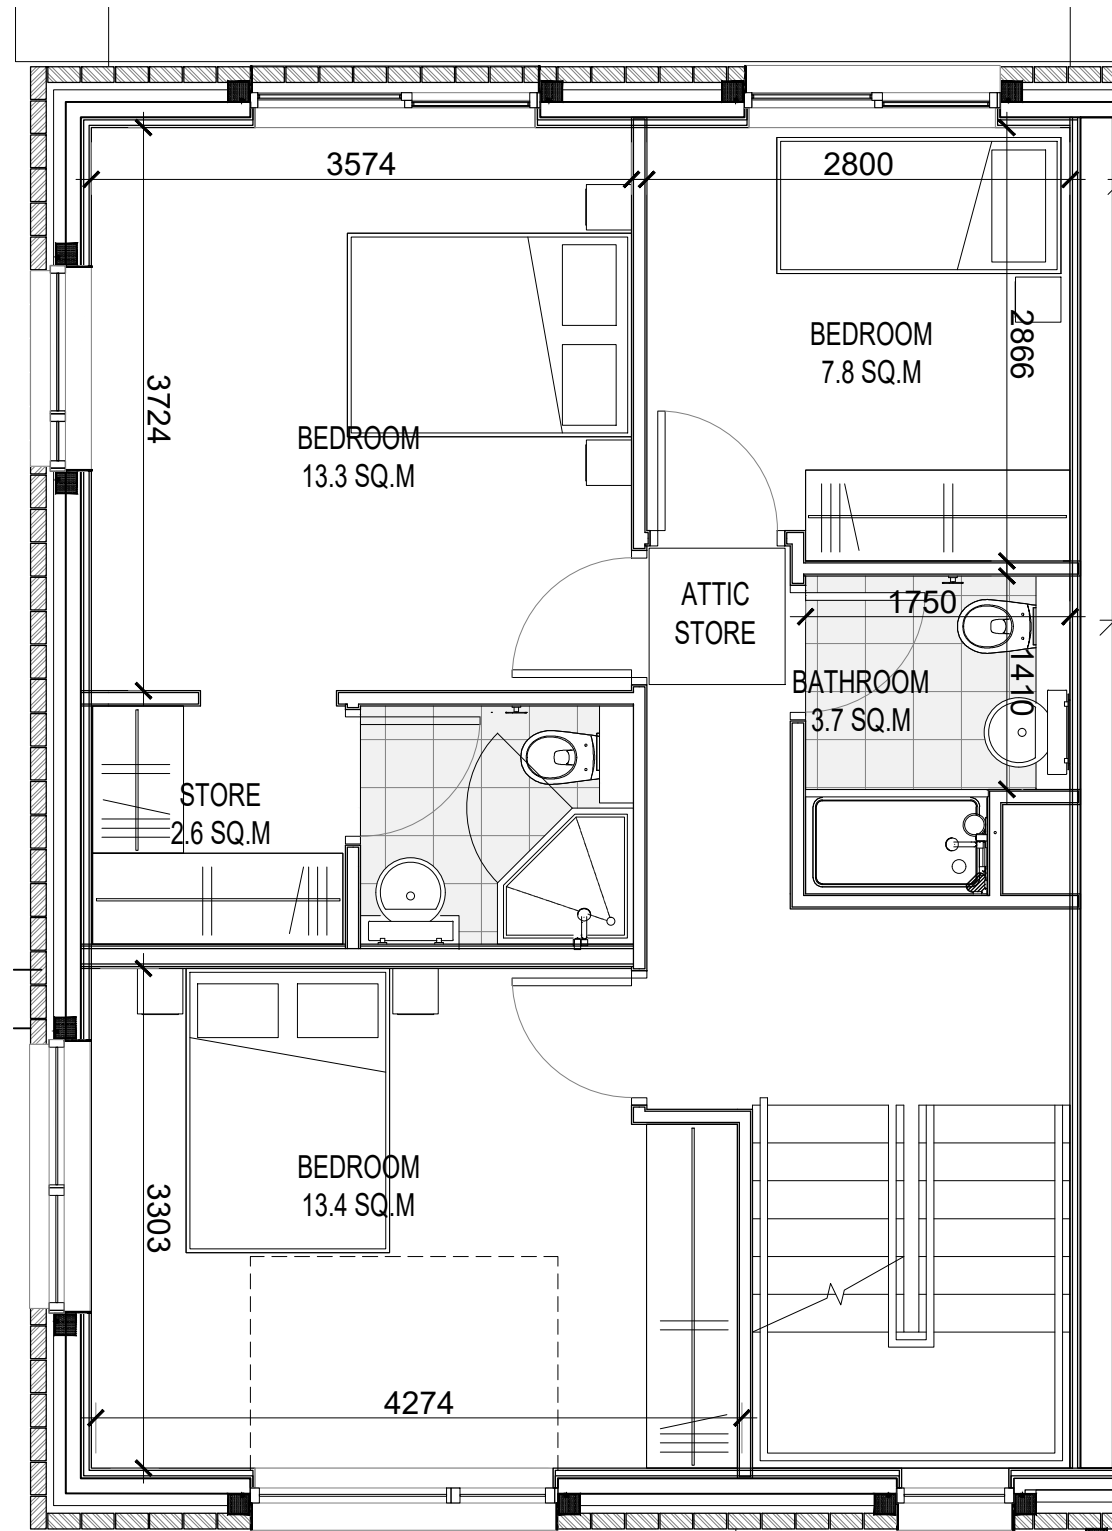 3574
2800
BEDROOM
7.8 SQ.M
2866
3724
BEDROOM
13.3 SQ.M
ATTIC
STORE
1750
BATHROOM
3.7 SQ.M
1410
STORE
2.6 SQ.M
BEDROOM
13.4 SQ.M
3303
4274